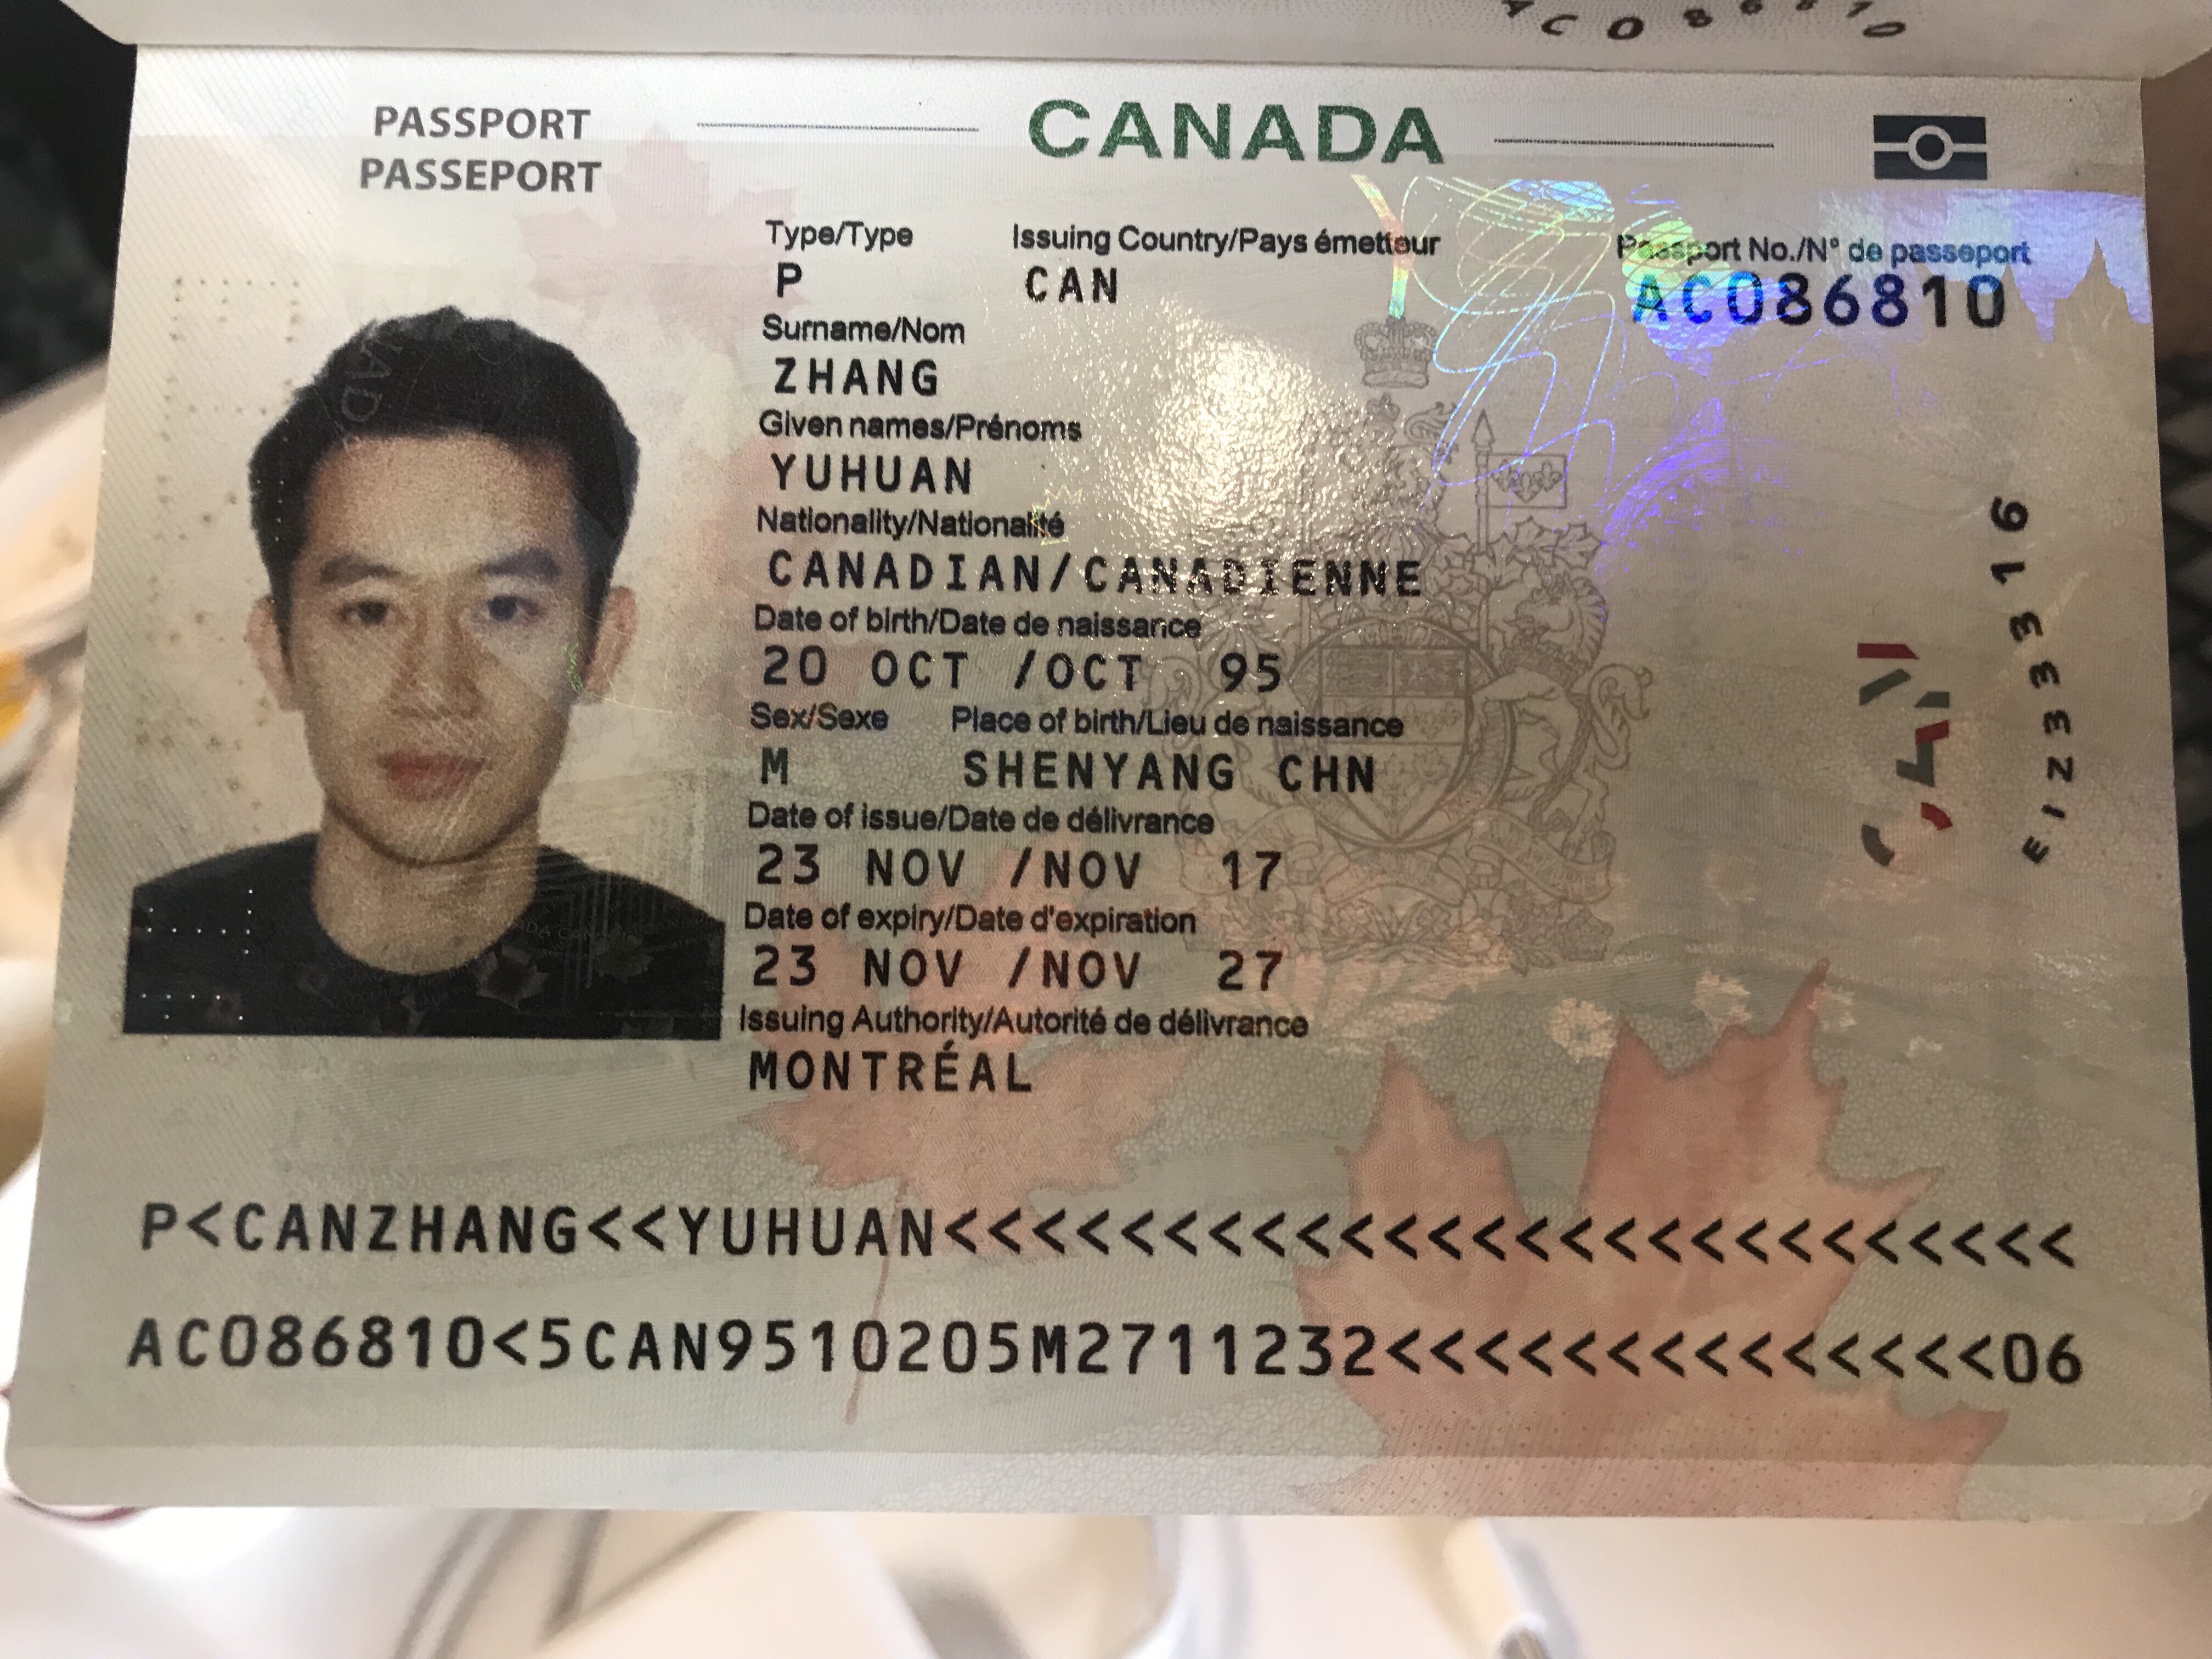 PASSPORT
PASSEPORT
CANADA
Type/Type Issuing Country/Pays émetteur Passport No./N° de passeport
P CAN AC086810
Surname/Nom
ZHANG
Given names/Prénoms
YUHUAN
Nationality/Nationalité
CANADIAN/CANADIENNE
Date of birth/Date de naissance
20 OCT /OCT 95
Sex/Sexe Place of birth/Lieu de naissance
M SHENYANG CHN
Date of issue/Date de délivrance
23 NOV /NOV 17
Date of expiry/Date d'expiration
23 NOV /NOV 27
Issuing Authority/Autorité de délivrance
MONTRÉAL
CAN
P<CANZHANG<<YUHUAN<<<<<<<<<<<<<<<<<<<<<<<<<<
AC086810<5CAN9510205M2711232<<<<<<<<<<<<<<06